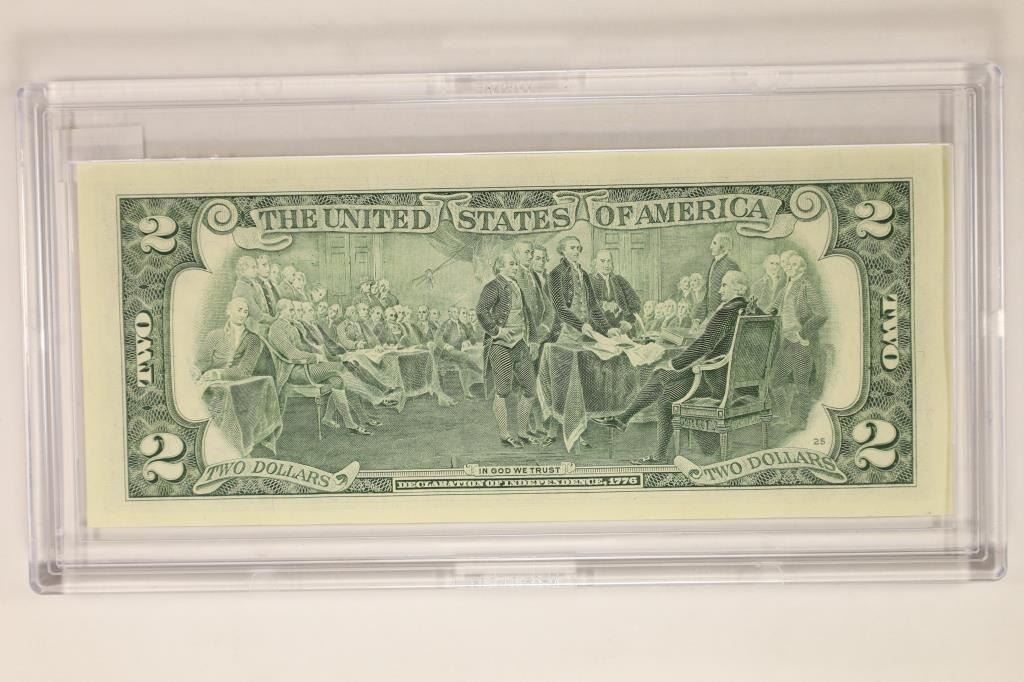 THE UNITED STATES OF AMERICA
2 2
TWO TWO
2 2
25
TWO DOLLARS IN GOD WE TRUST TWO DOLLARS
DECLARATION OF INDEPENDENCE, 1776